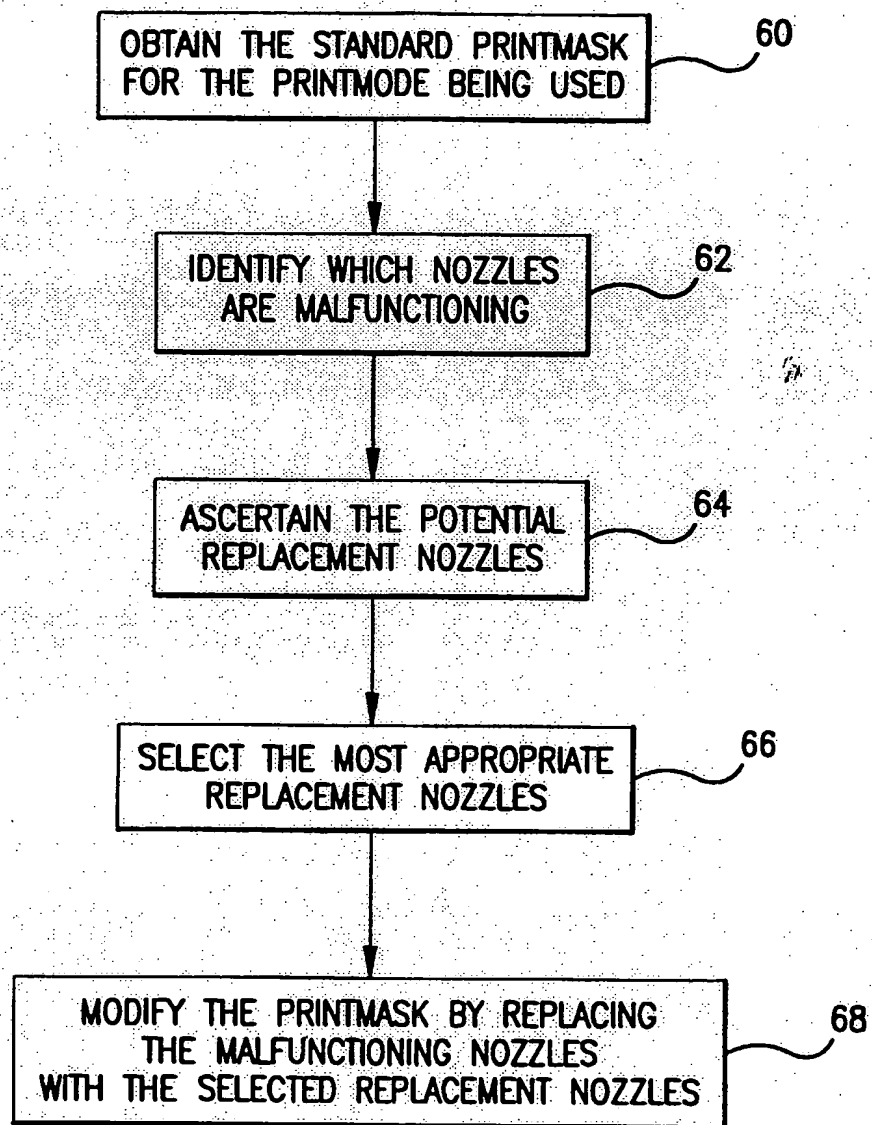 OBTAIN THE STANDARD PRINTMASK
FOR THE PRINTMODE BEING USED
60
IDENTIFY WHICH NOZZLES
ARE MALFUNCTIONING
62
ASCERTAIN THE POTENTIAL
REPLACEMENT NOZZLES
64
SELECT THE MOST APPROPRIATE
REPLACEMENT NOZZLES
66
MODIFY THE PRINTMASK BY REPLACING
THE MALFUNCTIONING NOZZLES
WITH THE SELECTED REPLACEMENT NOZZLES
68